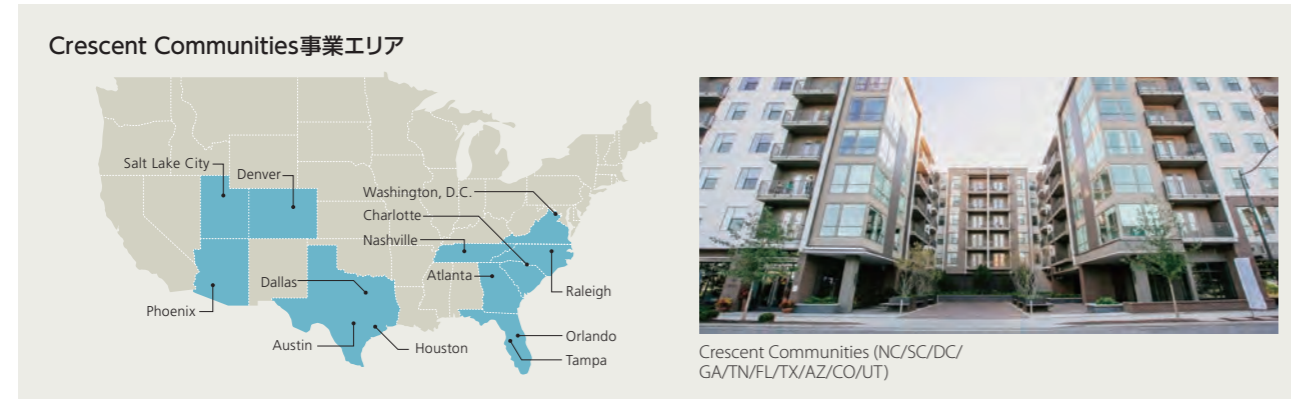 Crescent Communities事業エリア
Salt Lake City
Denver
Washington, D.C.
Charlotte
Nashville
Atlanta
Dallas
Raleigh
Phoenix
Austin
Houston
Orlando
Tampa
Crescent Communities (NC/SC/DC/
GA/TN/FL/TX/AZ/CO/UT)